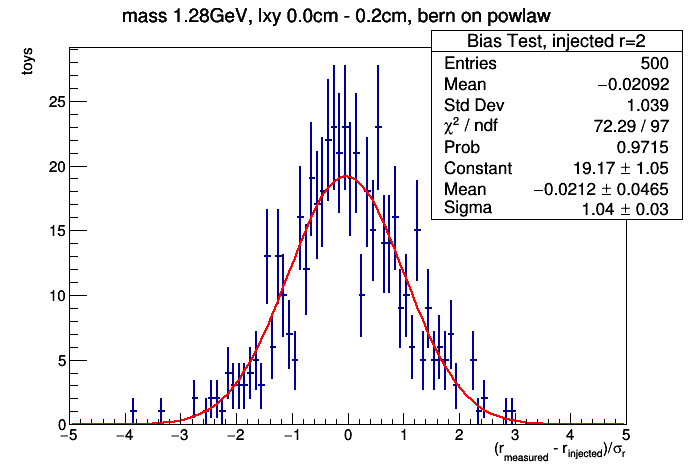 mass 1.28GeV, lxy 0.0cm - 0.2cm, bern on powlaw
toys
Bias Test, injected r=2
Entries 500
Mean −0.02092
Std Dev 1.039
χ² / ndf 72.29 / 97
Prob 0.9715
Constant 19.17 ± 1.05
Mean −0.0212 ± 0.0465
Sigma 1.04 ± 0.03
25
20
15
10
5
0
−5 −4 −3 −2 −1 0 1 2 3 4 5
(r_measured - r_injected)/σ_r